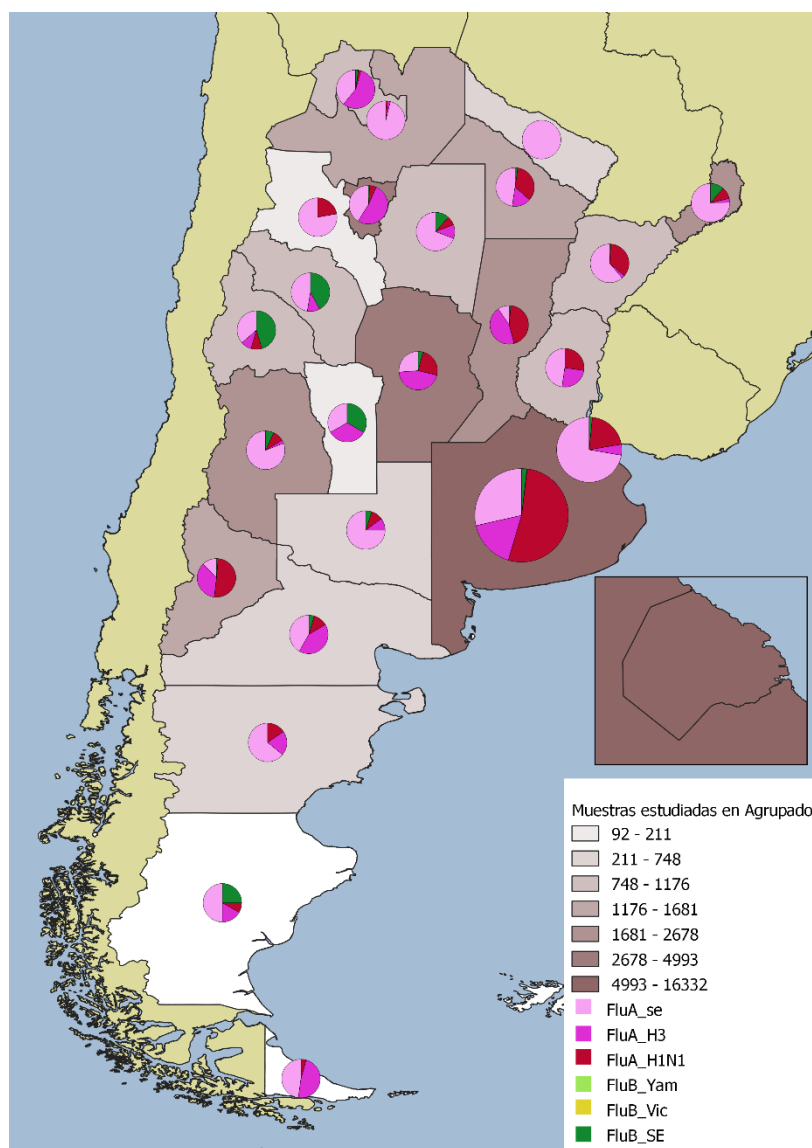 Muestras estudiadas en Agrupado
92 - 211
211 - 748
748 - 1176
1176 - 1681
1681 - 2678
2678 - 4993
4993 - 16332
FluA_se
FluA_H3
FluA_H1N1
FluB_Yam
FluB_Vic
FluB_SE